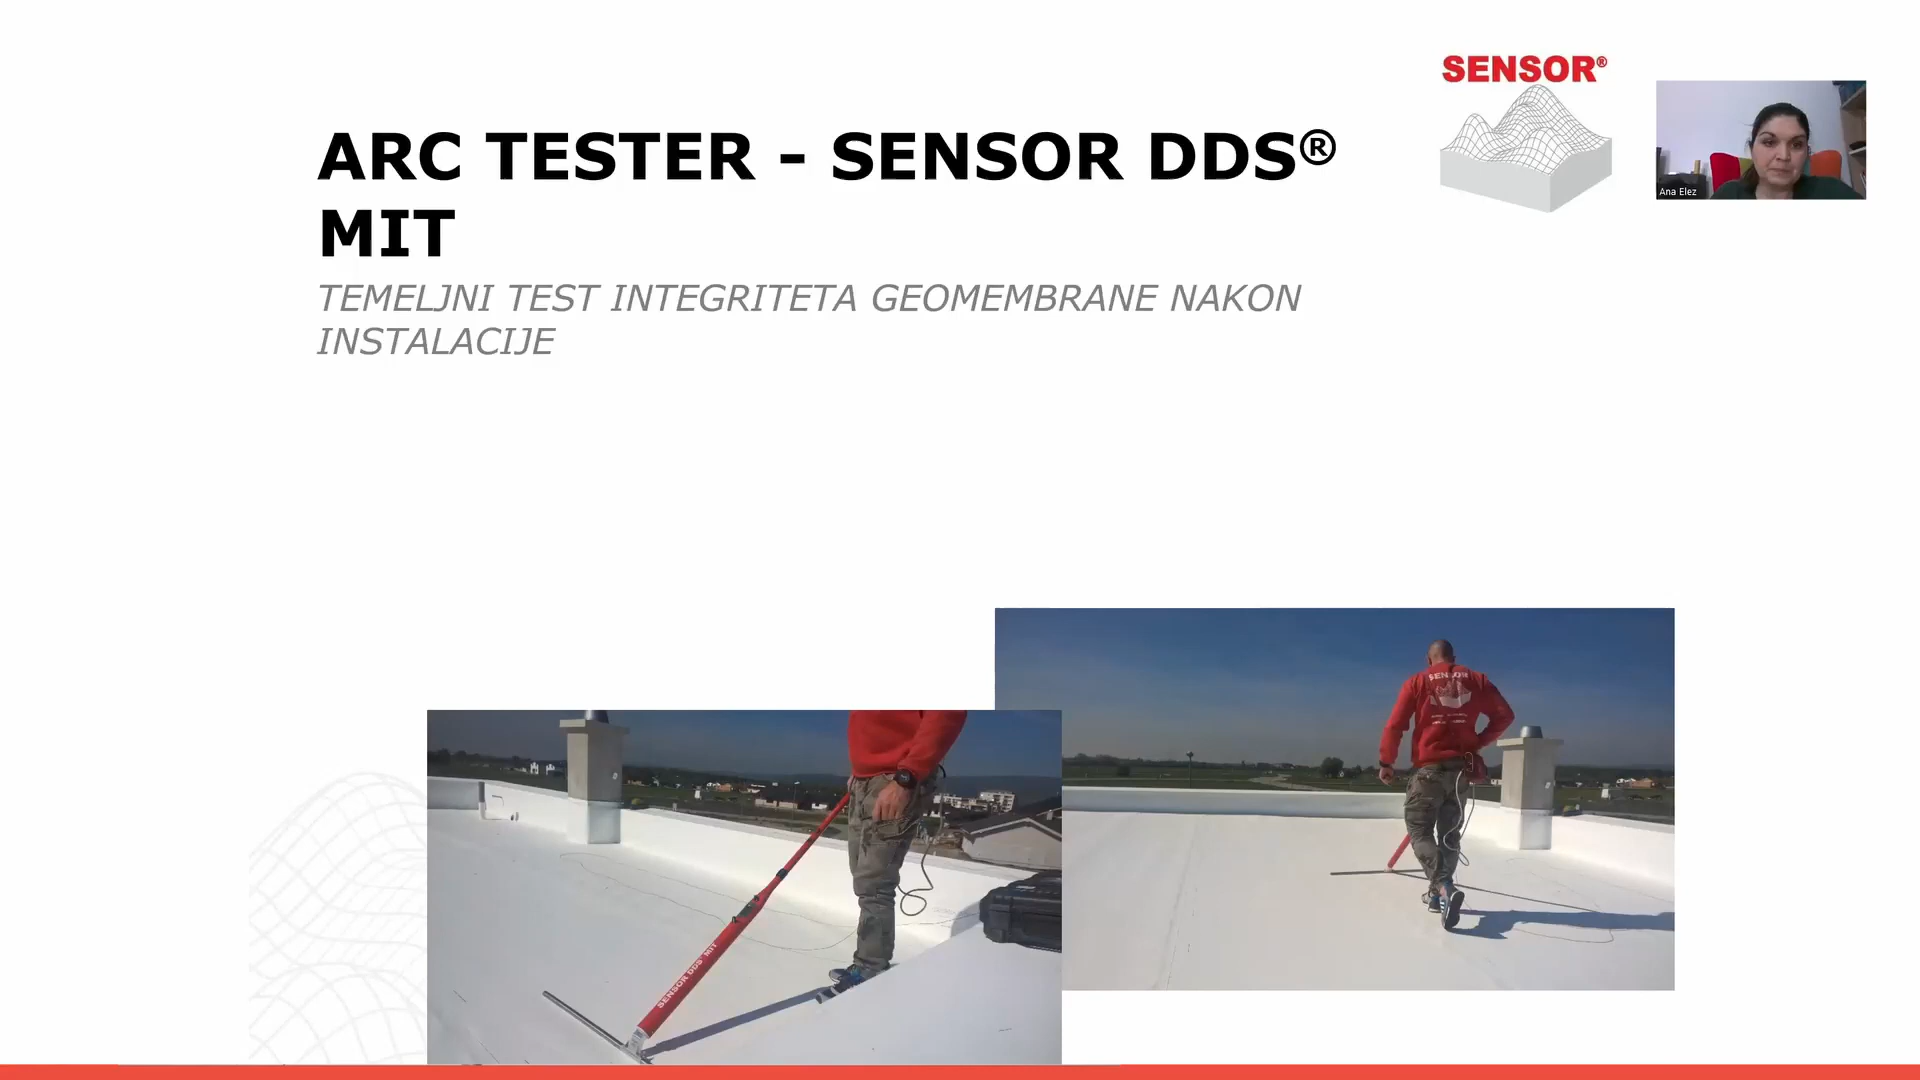 SENSOR®
ARC TESTER – SENSOR DDS®
MIT
TEMELJNI TEST INTEGRITETA GEOMEMBRANE NAKON
INSTALACIJE
Ana Elez
SENSOR
SENSOR DDS® MIT